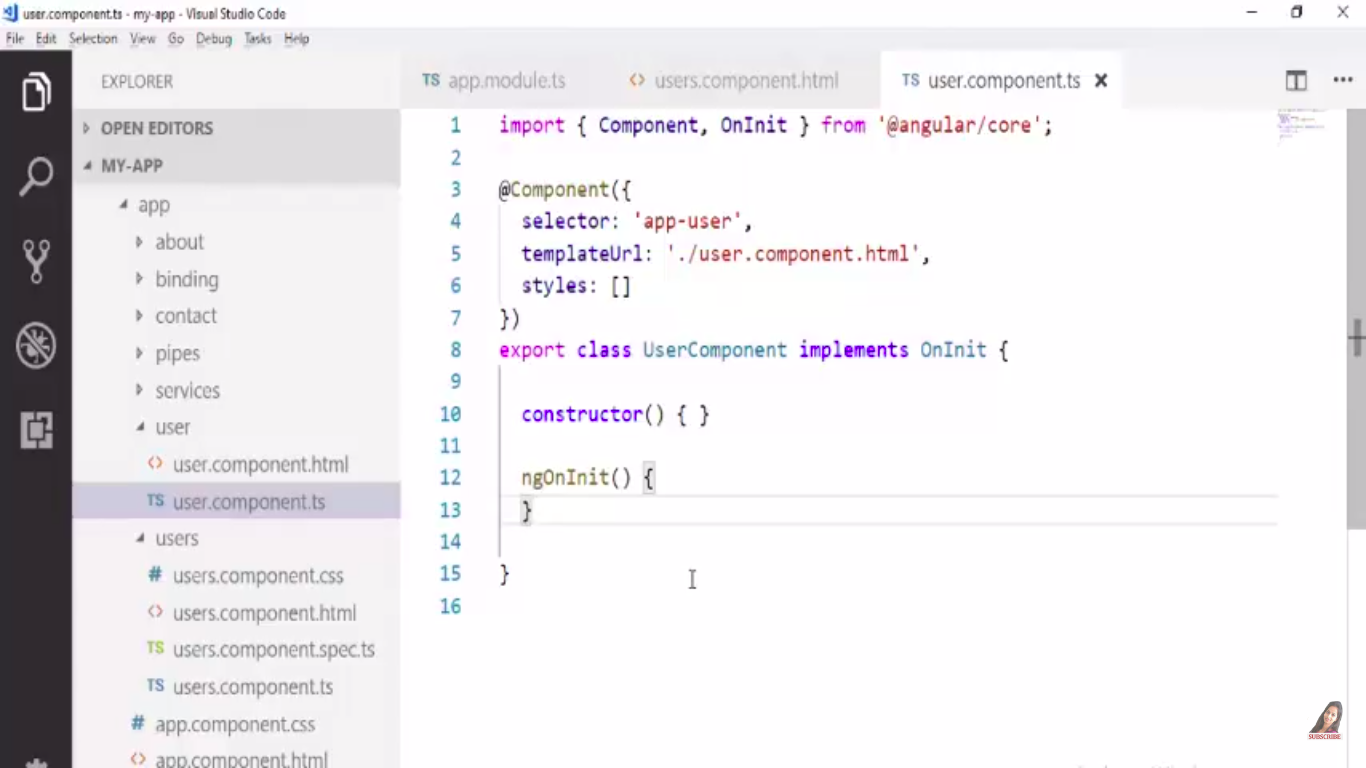 user.component.ts - my-app - Visual Studio Code
File Edit Selection View Go Debug Tasks Help
EXPLORER
OPEN EDITORS
MY-APP
app
about
binding
contact
pipes
services
user
<> user.component.html
TS user.component.ts
users
# users.component.css
<> users.component.html
TS users.component.spec.ts
TS users.component.ts
# app.component.css
<> app.component.html
TS app.module.ts <> users.component.html TS user.component.ts
1 import { Component, OnInit } from '@angular/core';
2
3 @Component({
4 selector: 'app-user',
5 templateUrl: './user.component.html',
6 styles: []
7 })
8 export class UserComponent implements OnInit {
9
10 constructor() { }
11
12 ngOnInit() {
13 }
14
15 }
16
SUBSCRIBE